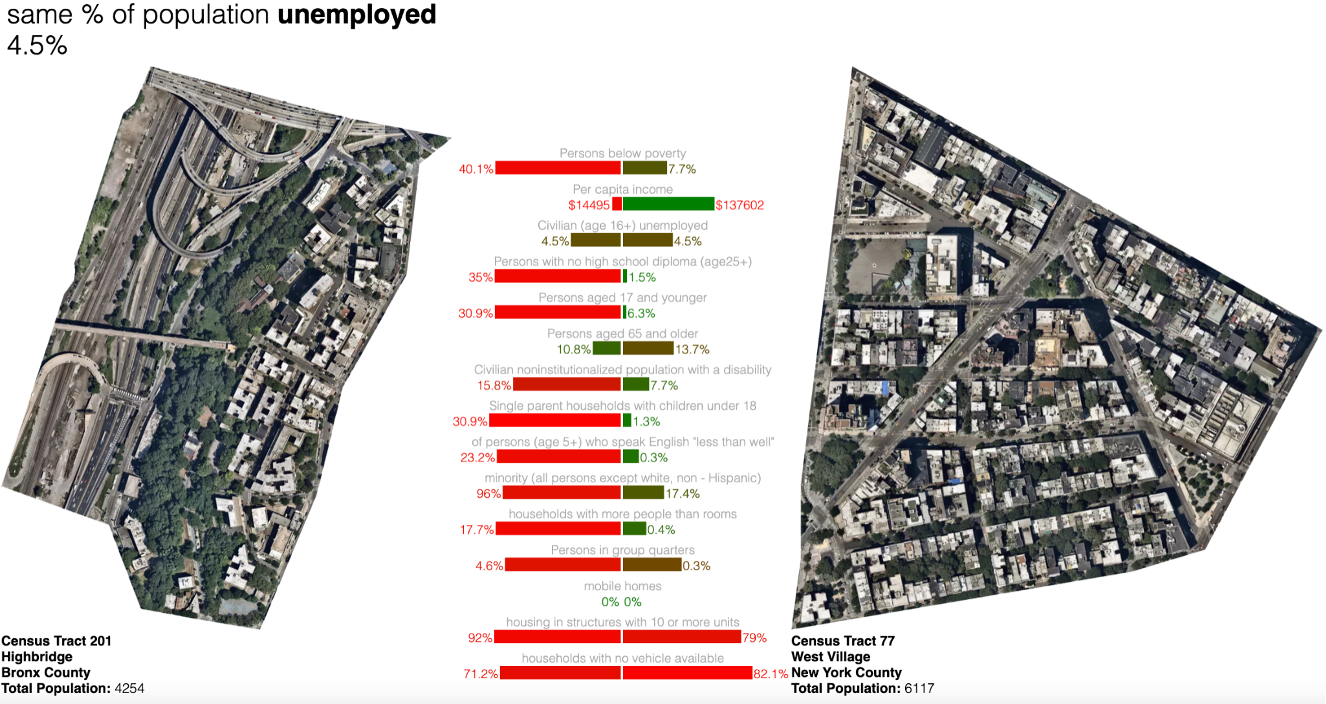 same % of population unemployed
4.5%
Persons below poverty
40.1% 7.7%
Per capita income
$14495 $137602
Civilian (age 16+) unemployed
4.5% 4.5%
Persons with no high school diploma (age25+)
35% 1.5%
Persons aged 17 and younger
30.9% 6.3%
Persons aged 65 and older
10.8% 13.7%
Civilian noninstitutionalized population with a disability
15.8% 7.7%
Single parent households with children under 18
30.9% 1.3%
of persons (age 5+) who speak English "less than well"
23.2% 0.3%
minority (all persons except white, non - Hispanic)
96% 17.4%
households with more people than rooms
17.7% 0.4%
Persons in group quarters
4.6% 0.3%
mobile homes
0% 0%
housing in structures with 10 or more units
92% 79%
households with no vehicle available
71.2% 82.1%
Census Tract 201
Highbridge
Bronx County
Total Population: 4254
Census Tract 77
West Village
New York County
Total Population: 6117